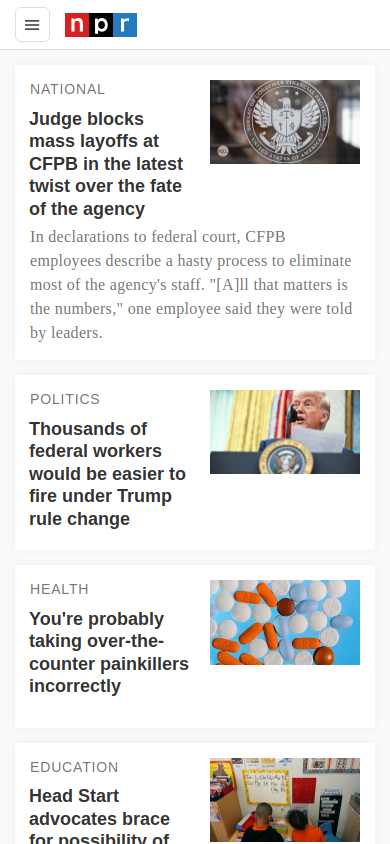 npr
NATIONAL
Judge blocks
mass layoffs at
CFPB in the latest
twist over the fate
of the agency
In declarations to federal court, CFPB
employees describe a hasty process to eliminate
most of the agency's staff. "[A]ll that matters is
the numbers," one employee said they were told
by leaders.
POLITICS
Thousands of
federal workers
would be easier to
fire under Trump
rule change
HEALTH
You're probably
taking over-the-
counter painkillers
incorrectly
EDUCATION
Head Start
advocates brace
for possibility of